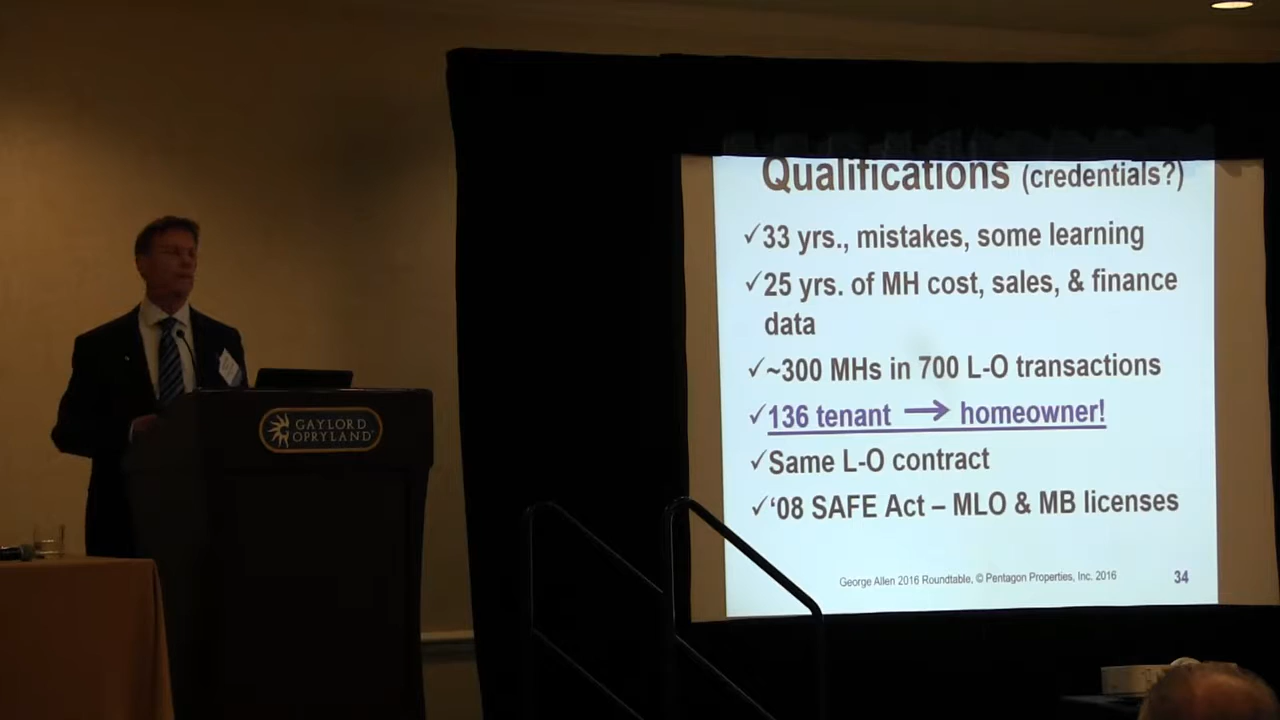 GAYLORD
OPRYLAND
Qualifications (credentials?)
✓33 yrs., mistakes, some learning
✓25 yrs. of MH cost, sales, & finance
data
✓~300 MHs in 700 L-O transactions
✓136 tenant → homeowner!
✓Same L-O contract
✓‘08 SAFE Act – MLO & MB licenses
George Allen 2016 Roundtable, © Pentagon Properties, Inc. 2016
34